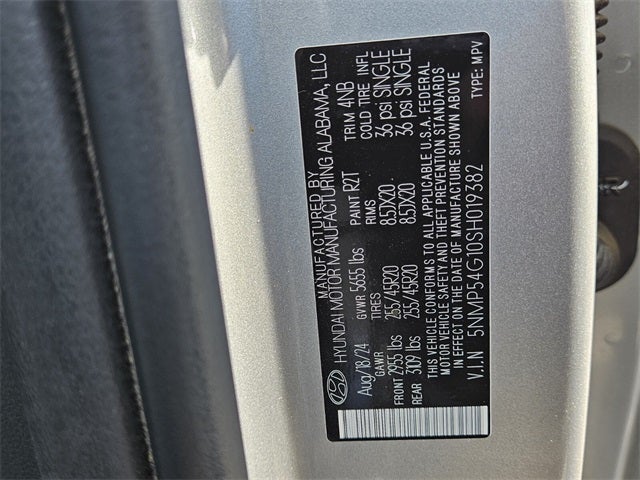 MANUFACTURED BY
HYUNDAI MOTOR MANUFACTURING ALABAMA, LLC
Aug/18/24 GVWR 5655 lbs PAINT R2T TRIM 4NB
GAWR TIRES RIMS COLD TIRE INFL
FRONT 2955 lbs 255/45R20 8.5JX20 36 psi SINGLE
REAR 3109 lbs 255/45R20 8.5JX20 36 psi SINGLE
THIS VEHICLE CONFORMS TO ALL APPLICABLE U.S.A. FEDERAL
MOTOR VEHICLE SAFETY AND THEFT PREVENTION STANDARDS
IN EFFECT ON THE DATE OF MANUFACTURE SHOWN ABOVE
V.I.N 5NMP54G10SH019382 TYPE: MPV